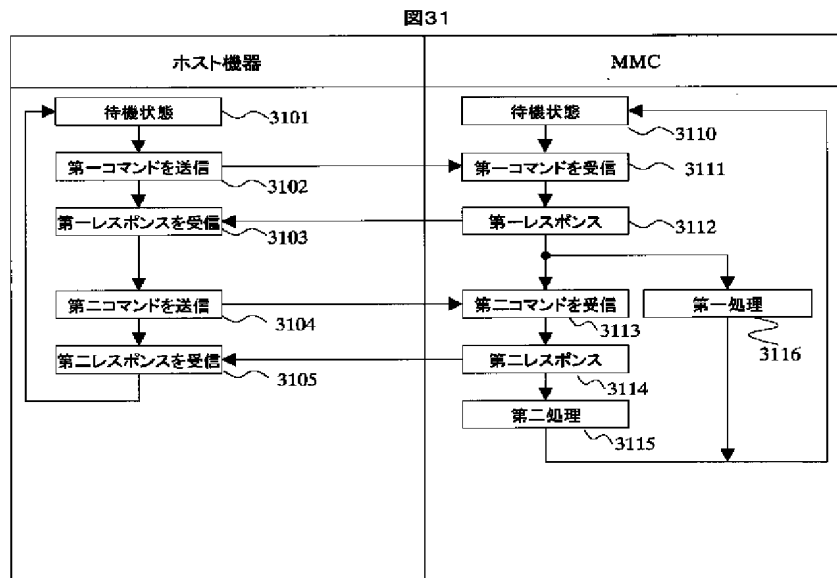 図31
ホスト機器
MMC
待機状態
3101
第一コマンドを送信
3102
第一レスポンスを受信
3103
第二コマンドを送信
3104
第二レスポンスを受信
3105
待機状態
3110
第一コマンドを受信
3111
第一レスポンス
3112
第二コマンドを受信
3113
第一処理
3116
第二レスポンス
3114
第二処理
3115